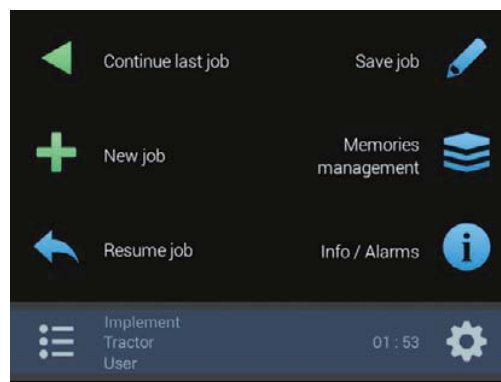 Continue last job
Save job
New job
Memories
management
Resume job
Info / Alarms
Implement
Tractor
User
01 : 53